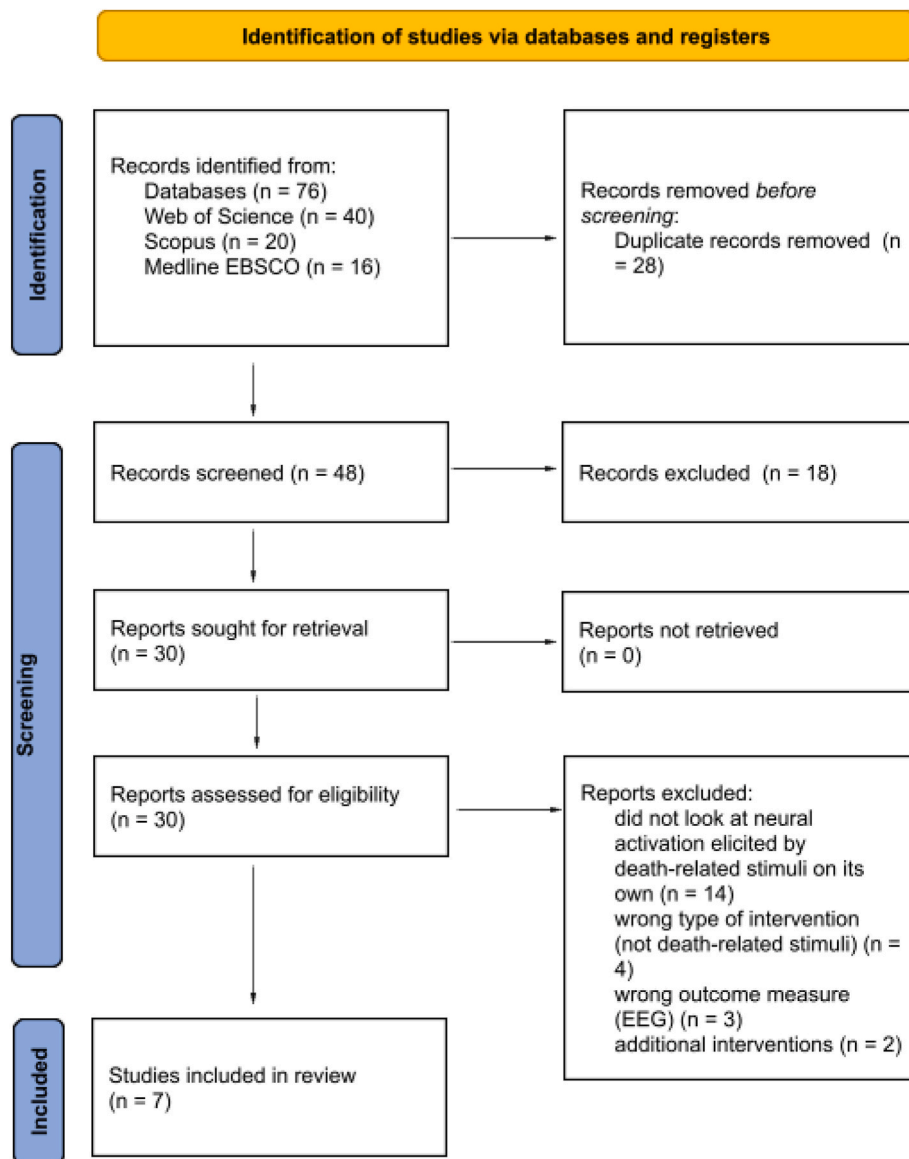 Identification of studies via databases and registers
Identification
Records identified from:
Databases (n = 76)
Web of Science (n = 40)
Scopus (n = 20)
Medline EBSCO (n = 16)
Records removed before
screening:
Duplicate records removed (n
= 28)
Screening
Records screened (n = 48)
Records excluded (n = 18)
Reports sought for retrieval
(n = 30)
Reports not retrieved
(n = 0)
Reports assessed for eligibility
(n = 30)
Reports excluded:
did not look at neural
activation elicited by
death-related stimuli on its
own (n = 14)
wrong type of intervention
(not death-related stimuli) (n =
4)
wrong outcome measure
(EEG) (n = 3)
additional interventions (n = 2)
Included
Studies included in review
(n = 7)